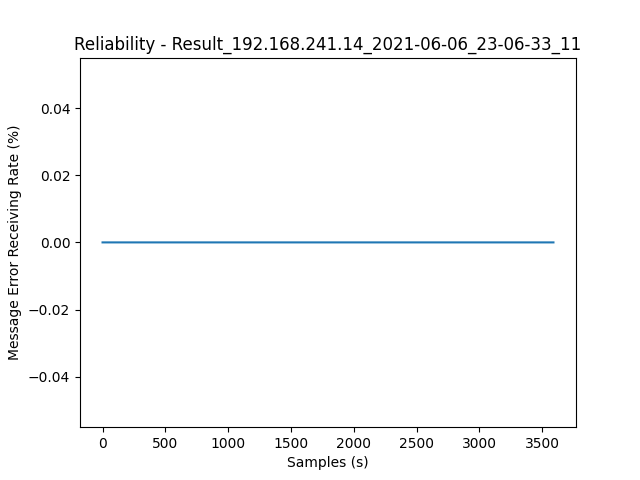 Reliability - Result_192.168.241.14_2021-06-06_23-06-33_11
Message Error Receiving Rate (%)
0.04
0.02
0.00
−0.02
−0.04
0 500 1000 1500 2000 2500 3000 3500
Samples (s)